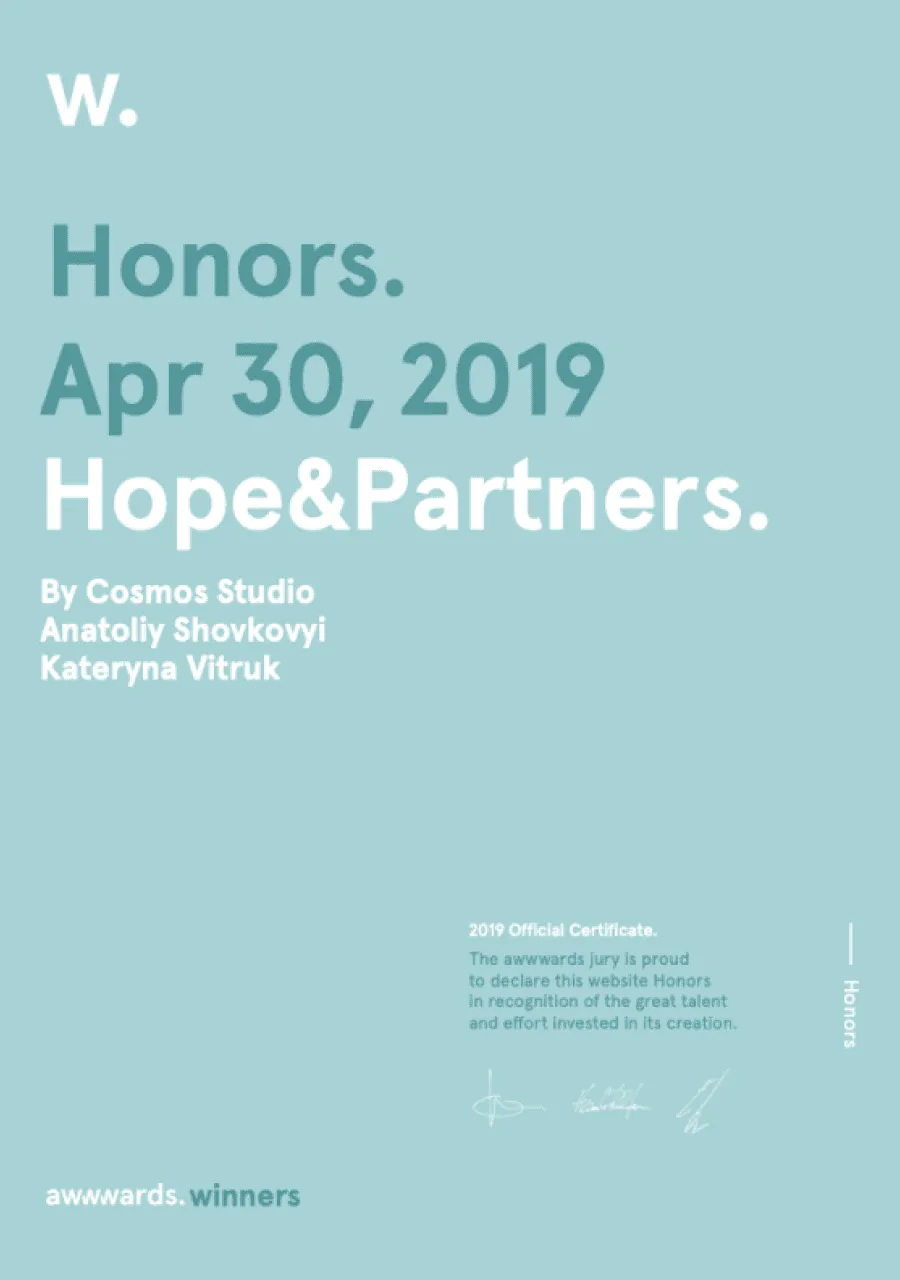 w.
Honors.
Apr 30, 2019
Hope&Partners.
By Cosmos Studio
Anatoliy Shovkovyi
Kateryna Vitruk
2019 Official Certificate.
The awwwards jury is proud
to declare this website Honors
in recognition of the great talent
and effort invested in its creation.
Honors
awwwards.winners